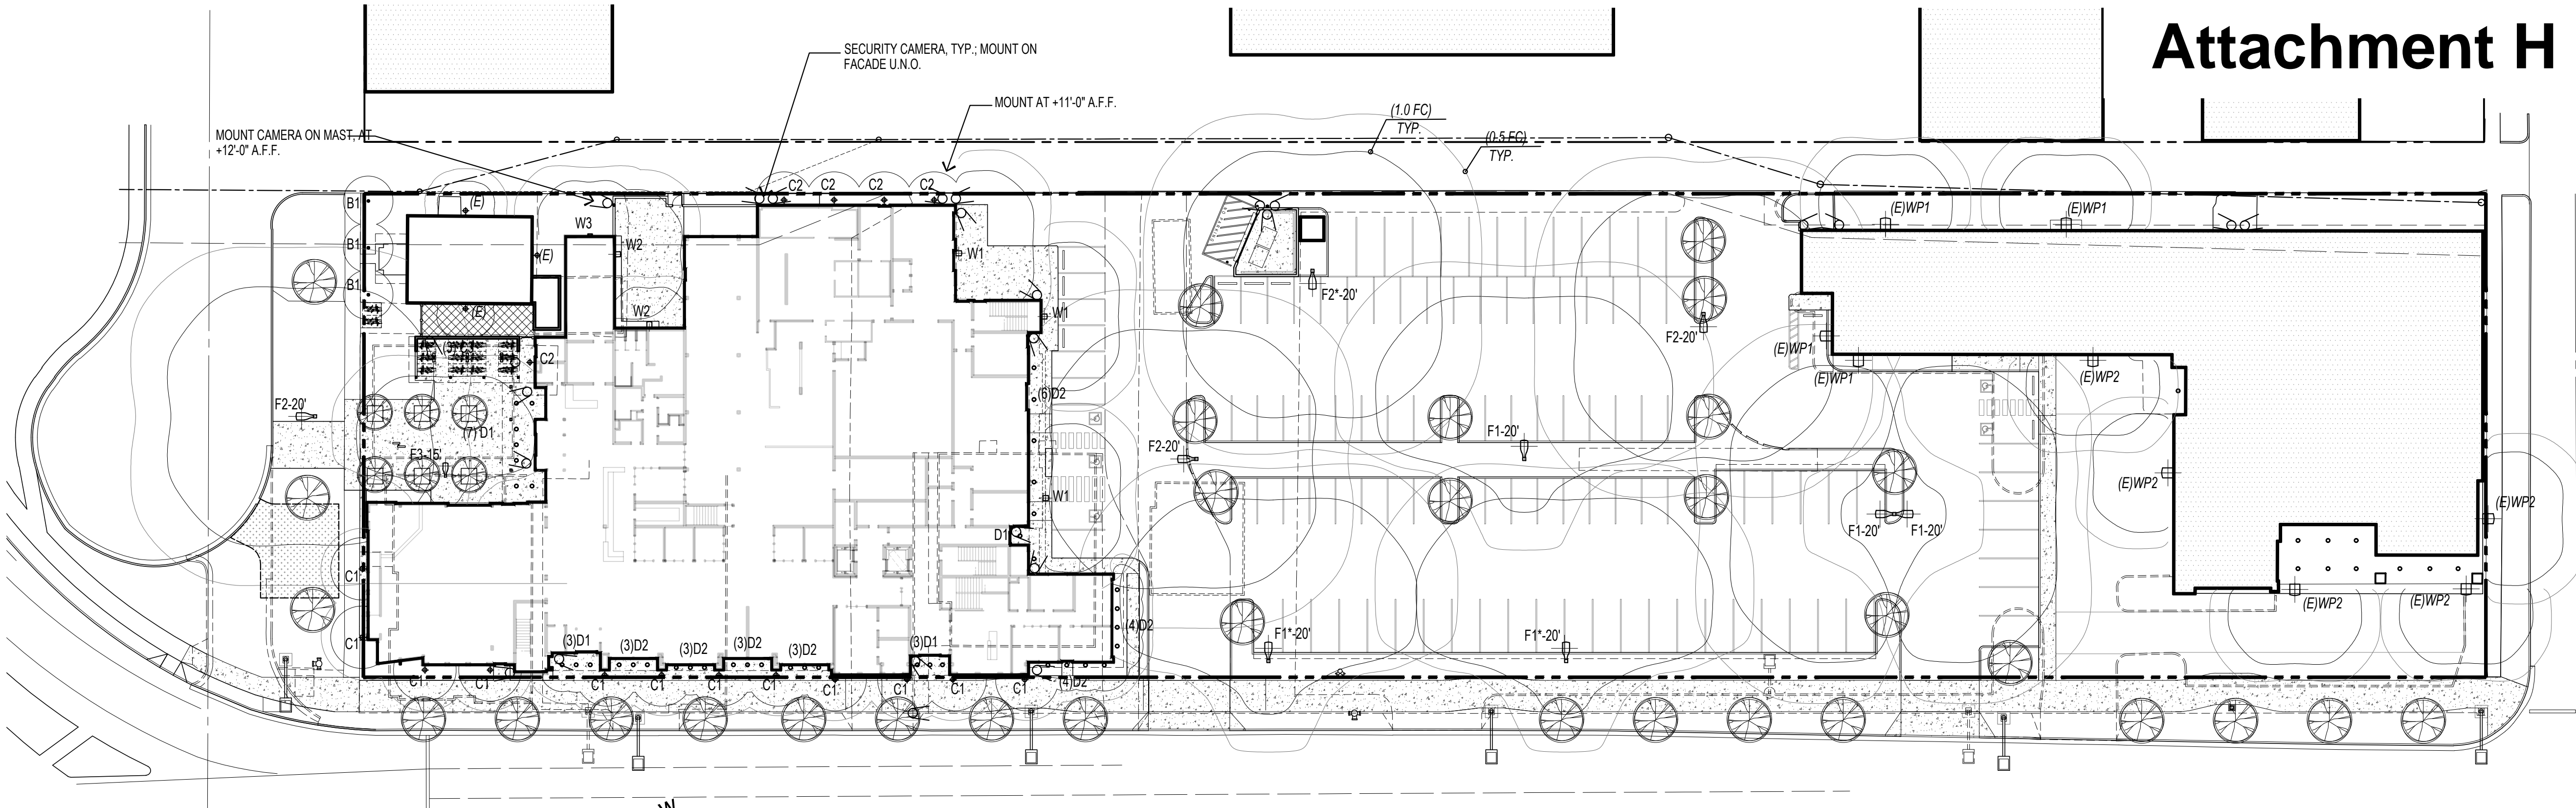 Attachment H
SECURITY CAMERA, TYP.; MOUNT ON
FACADE U.N.O.
MOUNT AT +11'-0" A.F.F.
(1.0 FC)
TYP.
(0.5 FC)
TYP.
MOUNT CAMERA ON MAST, AT
+12'-0" A.F.F.
C2
C2
C2
C2
B1
(E)
(E)WP1
(E)WP1
W3
B1
W2
(E)
W1
B1
F2*-20'
(E)
W2
W1
F2-20'
(E)WP1
C2
(E)WP1
(E)WP2
(6)D2
F2-20'
(7)D1
F1-20'
F2-20'
F3-15'
(E)WP2
W1
(E)WP2
D1
F1-20'
F1-20'
C1
(E)WP2
(E)WP2
(4)D2
F1*-20'
F1*-20'
C1
(3)D1
(3)D2
(3)D2
(3)D2
(3)D2
(3)D1
C1
C1
C1
C1
C1
C1
C1
C1
C1
C1
(4)D2
W